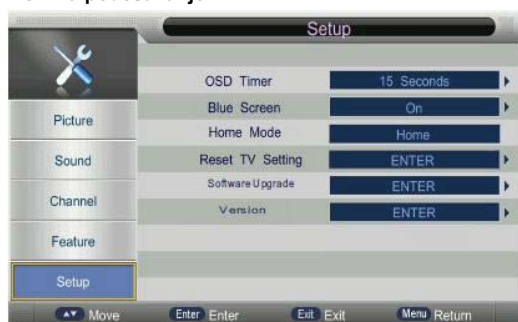 Setup
OSD Timer 15 Seconds
Blue Screen On
Home Mode Home
Reset TV Setting ENTER
Software Upgrade ENTER
Version ENTER
Picture
Sound
Channel
Feature
Setup
Move Enter Enter Exit Exit Menu Return